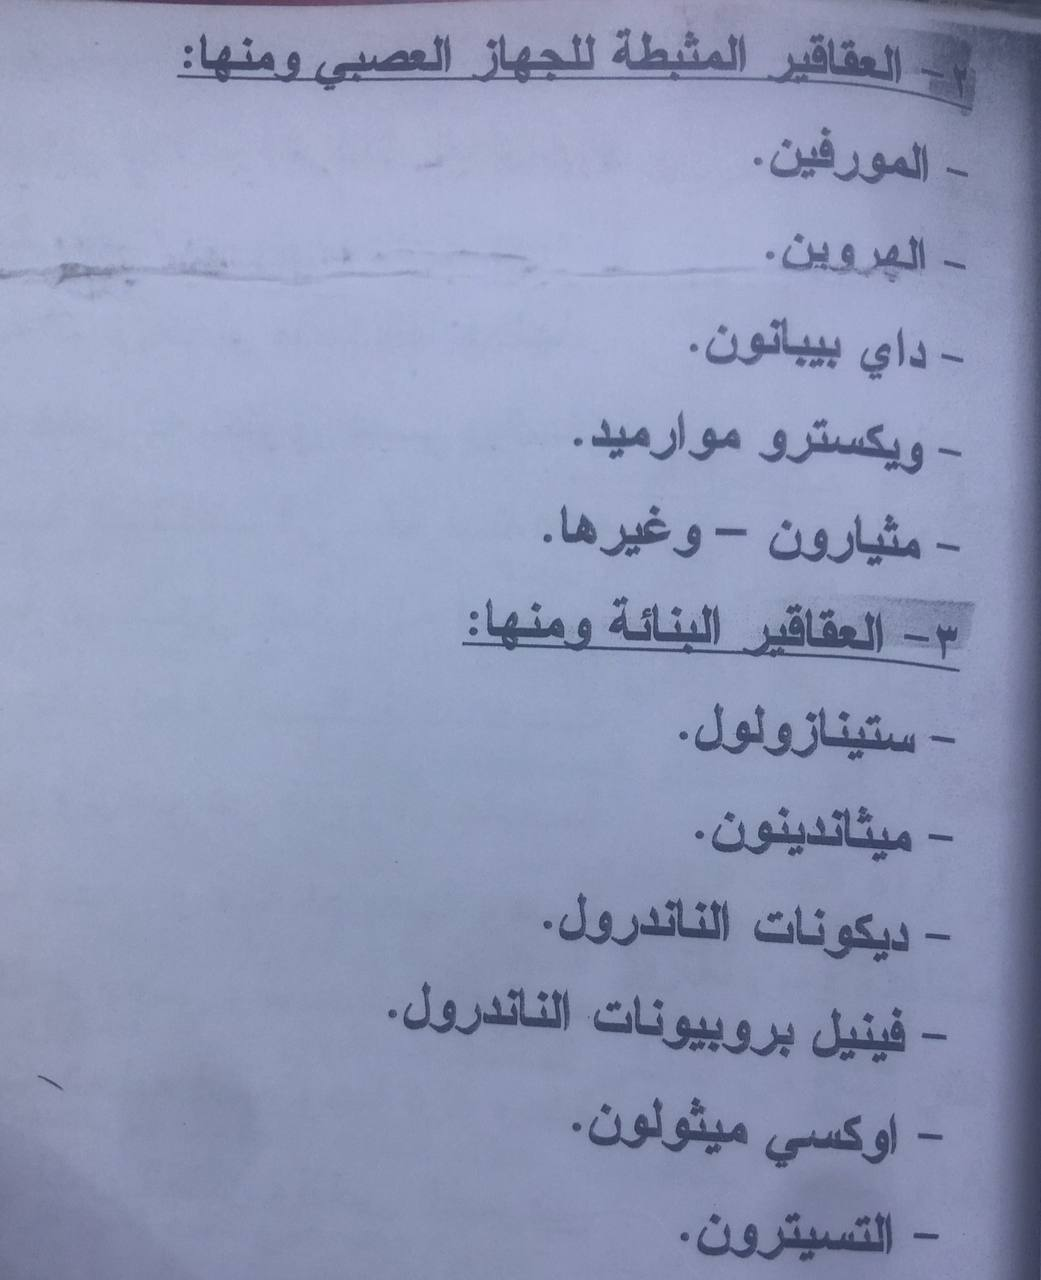 ٢- العقاقير المثبطة للجهاز العصبي ومنها:
- المورفين.
- الهروين.
- داي بيبانون.
- ويكسترو موارميد.
- مثيارون - وغيرها.
٣- العقاقير البنائة ومنها:
- ستينازولول.
- ميثاندينون.
- ديكونات الناندرول.
- فينيل بروبيونات الناندرول.
- اوكسي ميثولون.
- التسيترون.